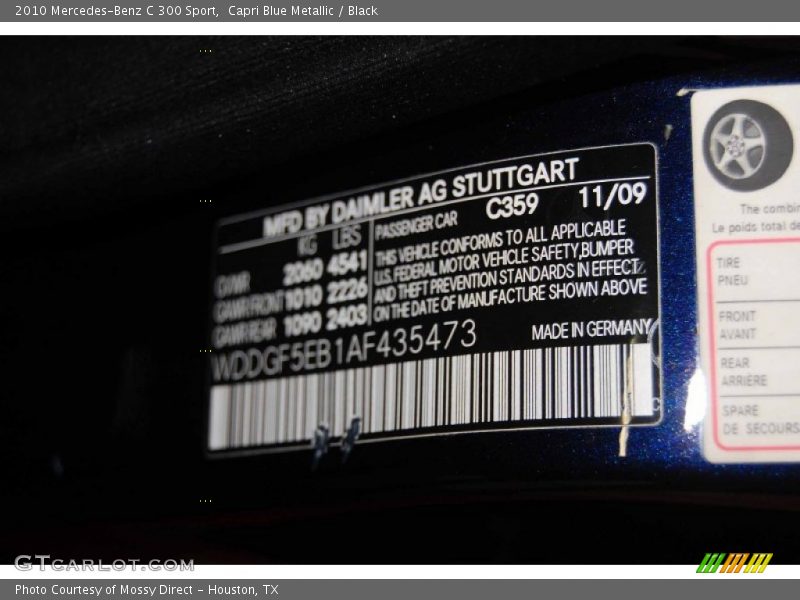 2010 Mercedes-Benz C 300 Sport,  Capri Blue Metallic / Black
MFD BY DAIMLER AG STUTTGART
KG LBS PASSENGER CAR C359 11/09
GVWR 2060 4541
GAWR FRONT 1010 2226
GAWR REAR 1090 2403
THIS VEHICLE CONFORMS TO ALL APPLICABLE
U.S. FEDERAL MOTOR VEHICLE SAFETY,BUMPER
AND THEFT PREVENTION STANDARDS IN EFFECT
ON THE DATE OF MANUFACTURE SHOWN ABOVE
WDDGF5EB1AF435473 MADE IN GERMANY
The combin
Le poids total de
TIRE
PNEU
FRONT
AVANT
REAR
ARRIÈRE
SPARE
DE SECOURS
GTCARLOT.COM
Photo Courtesy of Mossy Direct - Houston, TX